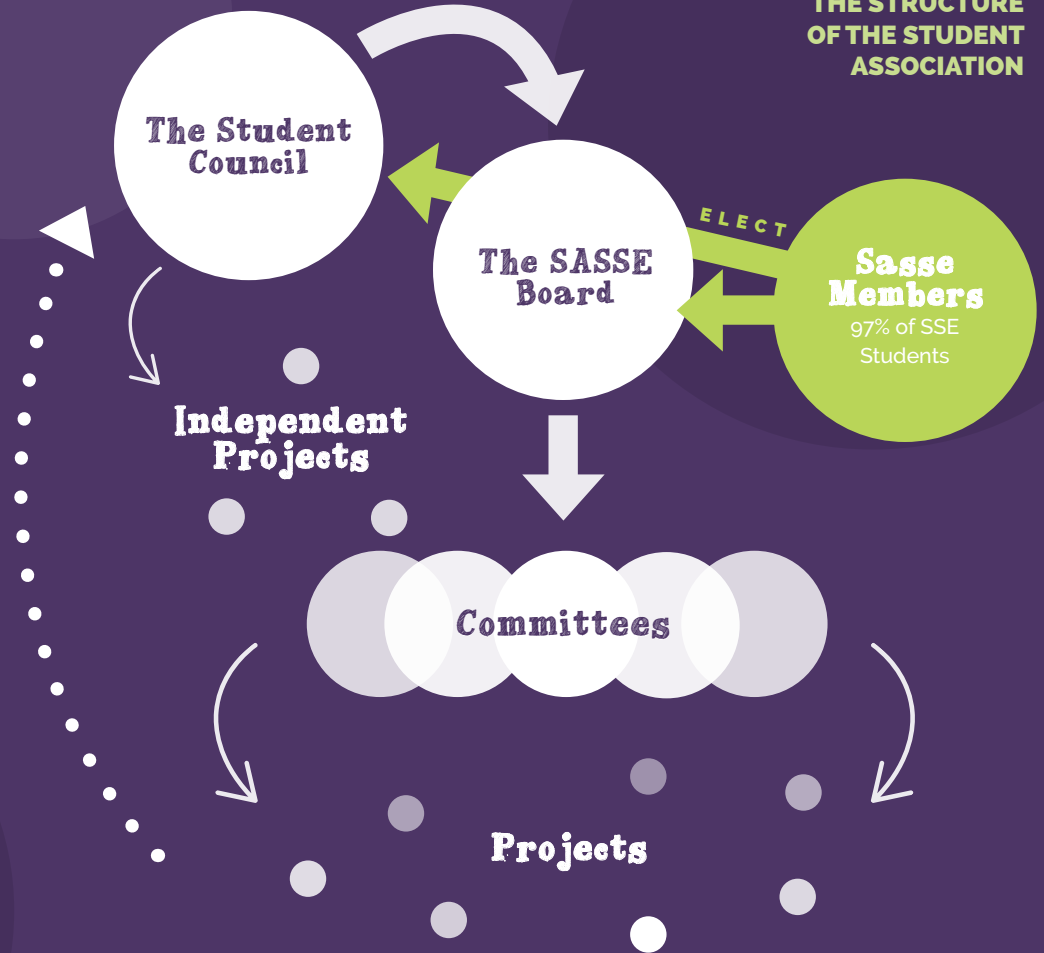 THE STRUCTURE
OF THE STUDENT
ASSOCIATION
The Student
Council
ELECT
The SASSE
Board
Sasse
Members
97% of SSE
Students
Independent
Projects
Committees
Projects